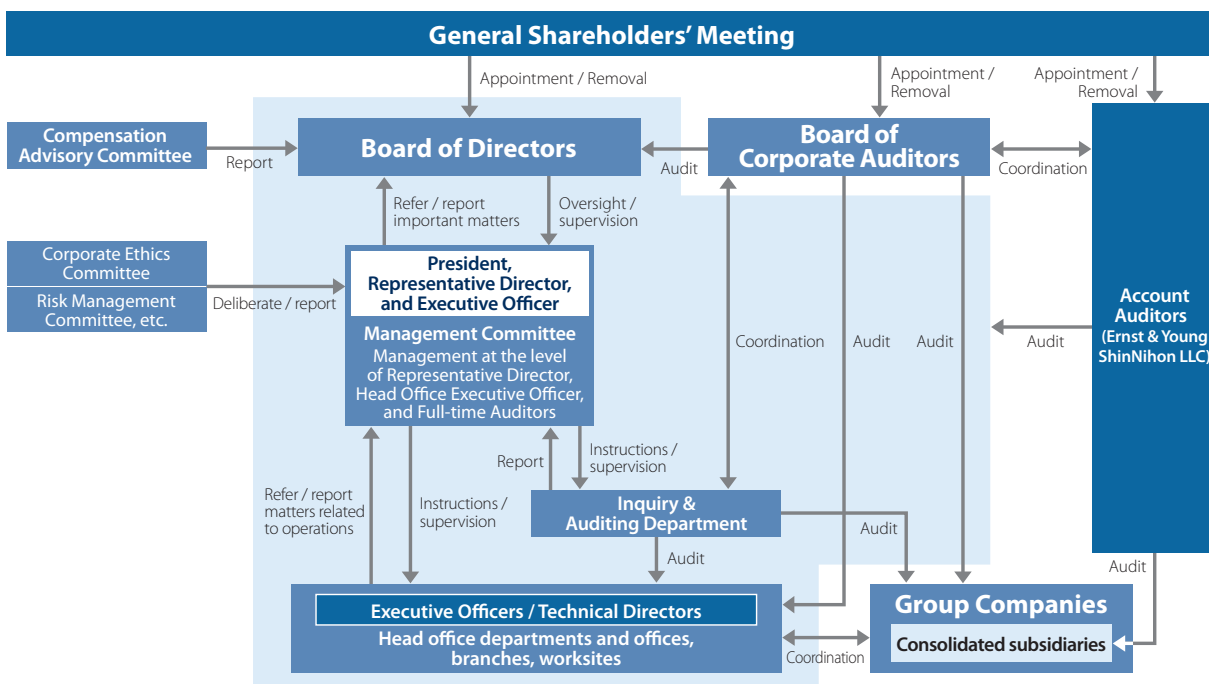 General Shareholders’ Meeting
Appointment / Removal
Appointment /
Removal
Appointment /
Removal
Compensation
Advisory Committee
Report
Board of Directors
Audit
Board of
Corporate Auditors
Coordination
Refer / report
important matters
Oversight /
supervision
Corporate Ethics
Committee
Risk Management
Committee, etc.
Deliberate / report
President,
Representative Director,
and Executive Officer
Management Committee
Management at the level
of Representative Director,
Head Office Executive Officer,
and Full-time Auditors
Coordination
Audit
Audit
Audit
Account
Auditors
(Ernst & Young
ShinNihon LLC)
Refer / report
matters related
to operations
Instructions /
supervision
Report
Instructions /
supervision
Inquiry &
Auditing Department
Audit
Audit
Audit
Executive Officers / Technical Directors
Head office departments and offices,
branches, worksites
Coordination
Group Companies
Consolidated subsidiaries